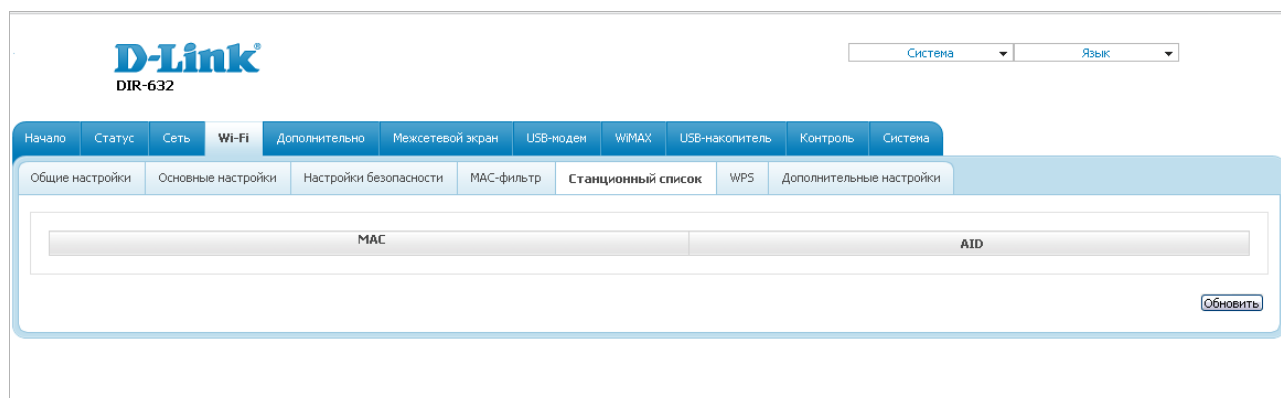 D-Link®
DIR-632
Система Язык
Начало Статус Сеть Wi-Fi Дополнительно Межсетевой экран USB-модем WiMAX USB-накопитель Контроль Система
Общие настройки Основные настройки Настройки безопасности MAC-фильтр Станционный список WPS Дополнительные настройки
MAC AID
Обновить